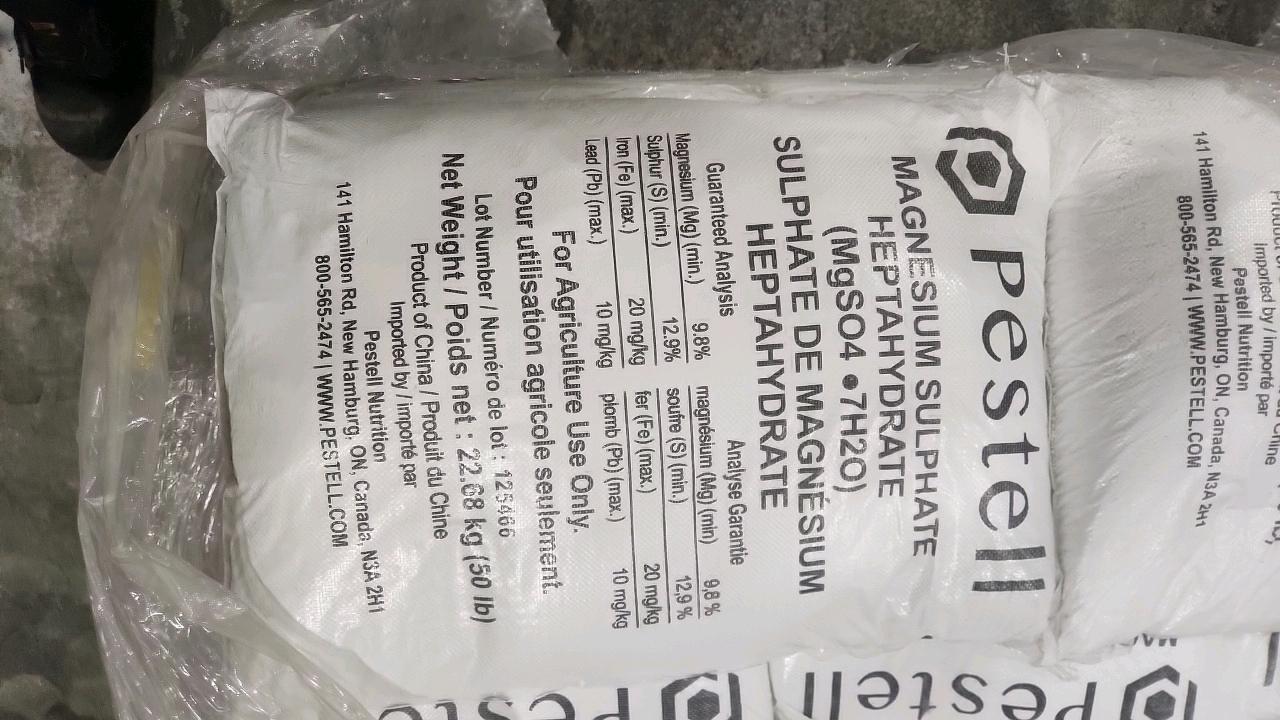 Pestell
MAGNESIUM SULPHATE
HEPTAHYDRATE
(MgSO4 •7H2O)
SULPHATE DE MAGNÉSIUM
HEPTAHYDRATE
Guaranteed Analysis
Magnesium (Mg) (min.) 9.8%
Sulphur (S) (min.) 12.9%
Iron (Fe) (max.) 20 mg/kg
Lead (Pb) (max.) 10 mg/kg
Analyse Garantie
magnésium (Mg) (min) 9,8 %
soufre (S) (min.) 12,9 %
fer (Fe) (max.) 20 mg/kg
plomb (Pb) (max.) 10 mg/kg
For Agriculture Use Only.
Pour utilisation agricole seulement.
Lot Number / Numéro de lot : 125466
Net Weight / Poids net : 22.68 kg (50 lb)
Product of China / Produit du Chine
Imported by / importé par
Pestell Nutrition
141 Hamilton Rd, New Hamburg, ON, Canada, N3A 2H1
800-565-2474 | WWW.PESTELL.COM
Imported by / importé par
Pestell Nutrition
141 Hamilton Rd, New Hamburg, ON, Canada, N3A 2H1
800-565-2474 | WWW.PESTELL.COM
Pestell